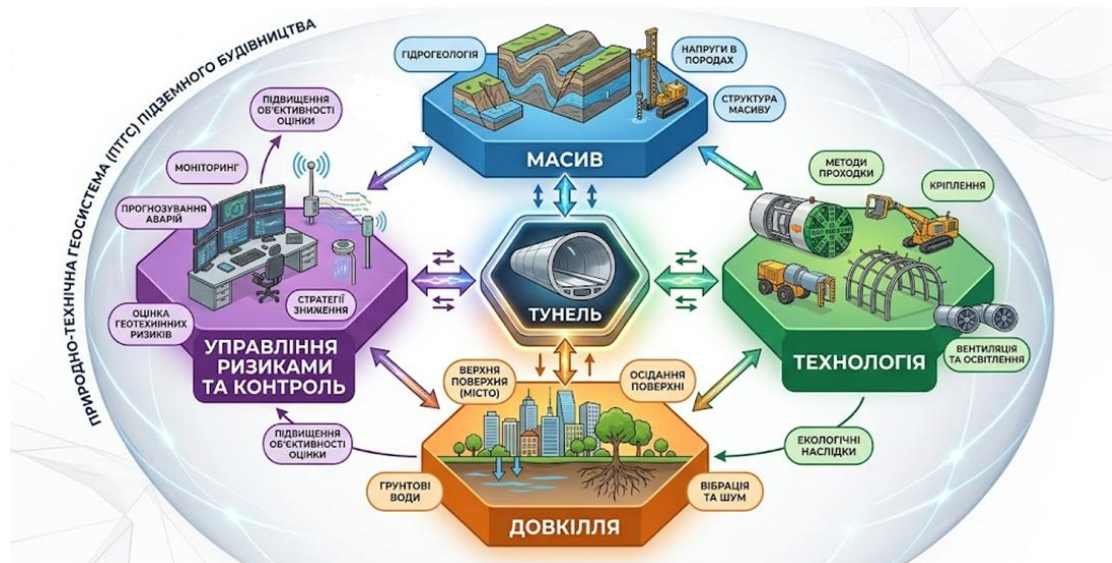 ПРИРОДНО-ТЕХНІЧНА ГЕОСИСТЕМА (ПТГС) ПІДЗЕМНОГО БУДІВНИЦТВА
ГІДРОГЕОЛОГІЯ
НАПРУГИ В
ПОРОДАХ
СТРУКТУРА
МАСИВУ
МАСИВ
ПІДВИЩЕННЯ
ОБ'ЄКТИВНОСТІ
ОЦІНКИ
МОНІТОРИНГ
ПРОГНОЗУВАННЯ
АВАРІЙ
СТРАТЕГІЇ
ЗНИЖЕННЯ
ОЦІНКА
ГЕОТЕХІННИХ
РИЗИКІВ
УПРАВЛІННЯ
РИЗИКАМИ
ТА КОНТРОЛЬ
ТУНЕЛЬ
МЕТОДИ
ПРОХОДКИ
КРІПЛЕННЯ
ВЕНТИЛЯЦІЯ
ТА ОСВІТЛЕННЯ
ТЕХНОЛОГІЯ
ВЕРХНЯ
ПОВЕРХНЯ
(МІСТО)
ОСІДАННЯ
ПОВЕРХНІ
ПІДВИЩЕННЯ
ОБ'ЄКТИВНОСТІ
ОЦІНКИ
ЕКОЛОГІЧНІ
НАСЛІДКИ
ГРУНТОВІ
ВОДИ
ВІБРАЦІЯ
ТА ШУМ
ДОВКІЛЛЯ